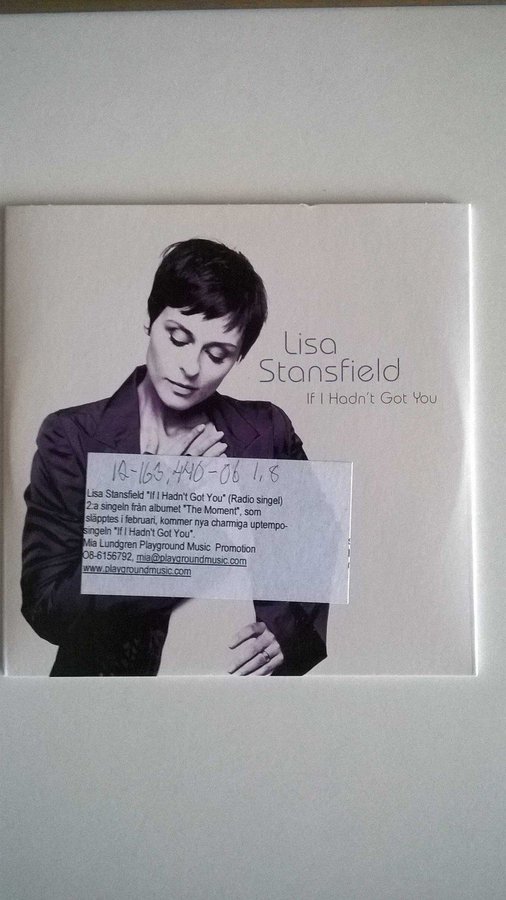 Lisa
Stansfield
If I Hadn't Got You
12-163,440-06 1,8
Lisa Stansfield "If I Hadn't Got You" (Radio singel)
2:a singeln från albumet "The Moment", som
släpptes i februari, kommer nya charmiga uptempo-
singeln "If I Hadn't Got You".
Mia Lundgren Playground Music Promotion
O8-6156792, mia@playgroundmusic.com
www.playgroundmusic.com